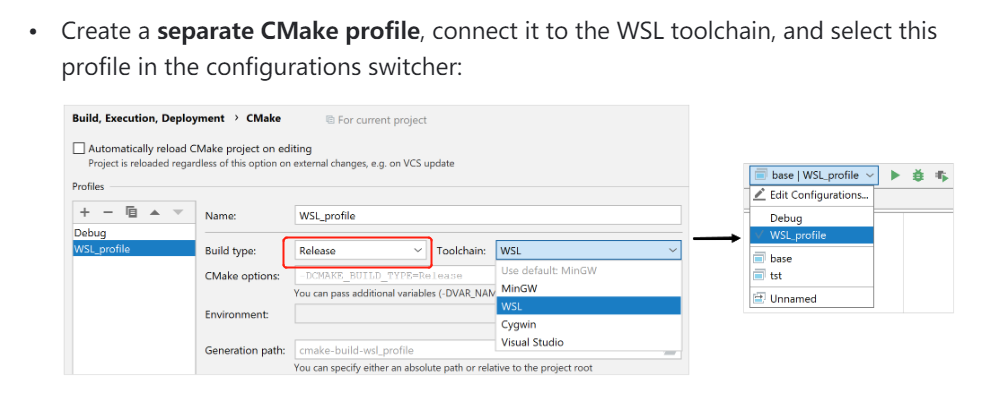 • Create a separate CMake profile, connect it to the WSL toolchain, and select this
profile in the configurations switcher:
Build, Execution, Deployment › CMake
For current project
Automatically reload CMake project on editing
Project is reloaded regardless of this option on external changes, e.g. on VCS update
Profiles
Debug
WSL_profile
Name:
WSL_profile
Build type:
Release
Toolchain:
WSL
Use default: MinGW
MinGW
WSL
Cygwin
Visual Studio
CMake options:
-DCMAKE_BUILD_TYPE=Release
You can pass additional variables (-DVAR_NAM
Environment:
Generation path:
cmake-build-wsl_profile
You can specify either an absolute path or relative to the project root
base | WSL_profile
Edit Configurations...
Debug
WSL_profile
base
tst
Unnamed